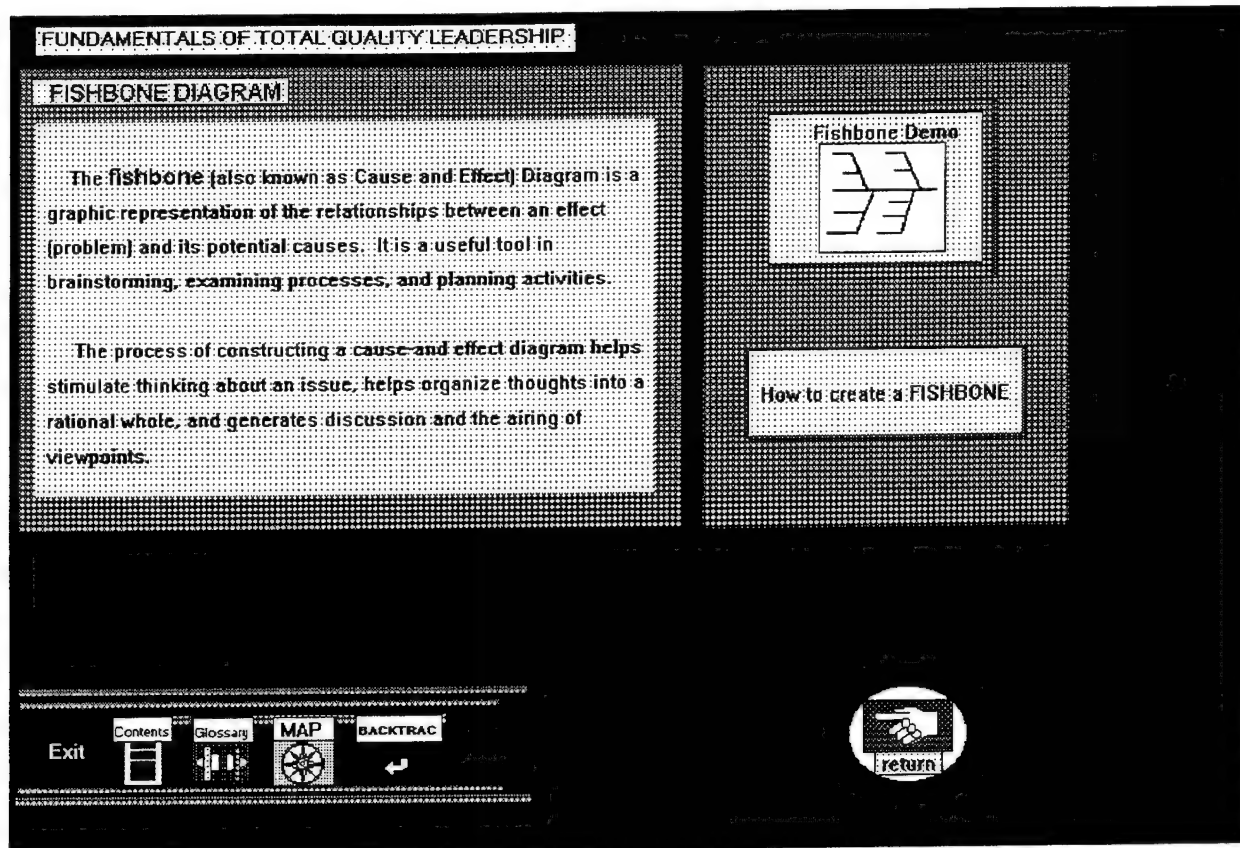 FUNDAMENTALS OF TOTAL QUALITY LEADERSHIP
FISHBONE DIAGRAM
The fishbone (also known as Cause and Effect) Diagram is a
graphic representation of the relationships between an effect
(problem) and its potential causes. It is a useful tool in
brainstorming, examining processes, and planning activities.
The process of constructing a cause-and effect diagram helps
stimulate thinking about an issue, helps organize thoughts into a
rational whole, and generates discussion and the airing of
viewpoints.
Fishbone Demo
How to create a FISHBONE
Exit
Contents
Glossary
MAP
BACKTRAC
return